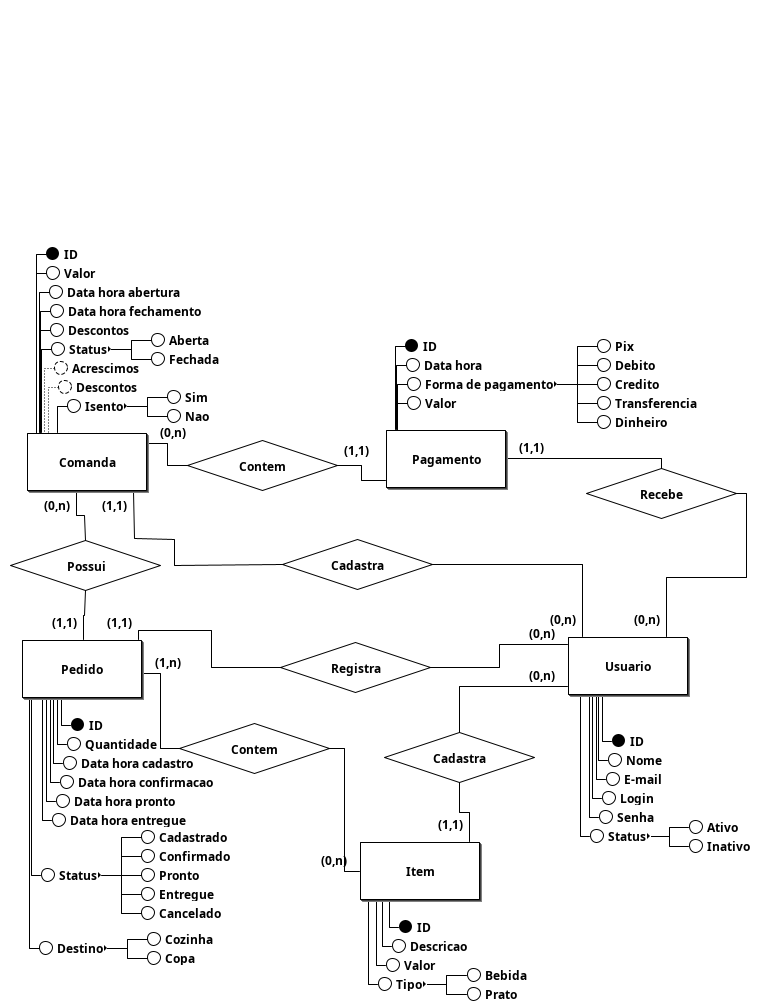 ID
Valor
Data hora abertura
Data hora fechamento
Descontos
Status
Aberta
Fechada
Acrescimos
Descontos
Isento
Sim
Nao
ID
Data hora
Forma de pagamento
Valor
Pix
Debito
Credito
Transferencia
Dinheiro
(0,n)
Comanda
Contem
(1,1)
Pagamento
(1,1)
Recebe
(0,n)
(1,1)
Possui
Cadastra
(1,1)
(1,1)
(0,n)
(0,n)
(0,n)
Pedido
Registra
Usuario
(1,n)
(0,n)
Contem
Cadastra
ID
Quantidade
Data hora cadastro
Data hora confirmacao
Data hora pronto
Data hora entregue
Status
Cadastrado
Confirmado
Pronto
Entregue
Cancelado
Destino
Cozinha
Copa
ID
Nome
E-mail
Login
Senha
Status
Ativo
Inativo
(1,1)
(0,n)
Item
ID
Descricao
Valor
Tipo
Bebida
Prato